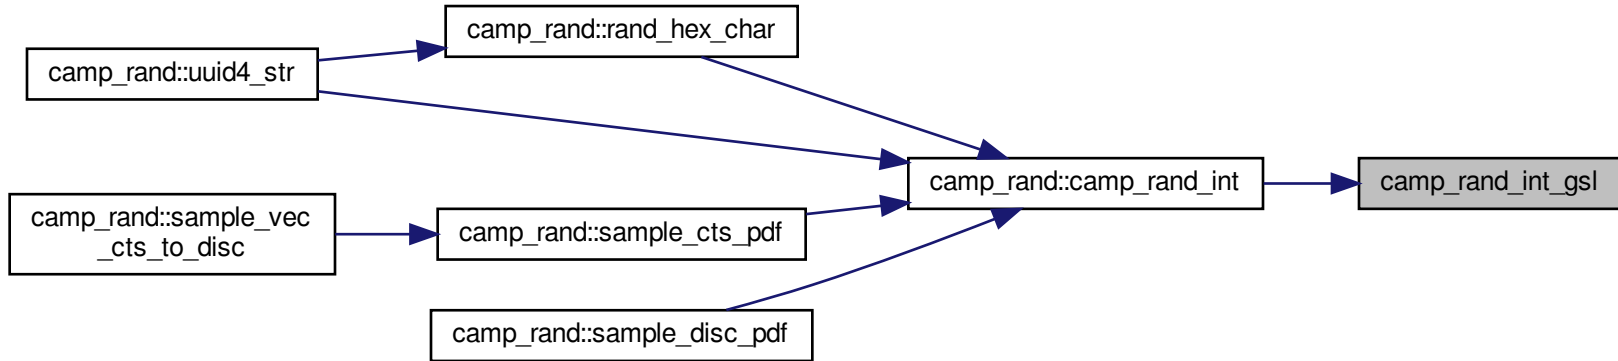 camp_rand::rand_hex_char
camp_rand::uuid4_str
camp_rand::camp_rand_int
camp_rand_int_gsl
camp_rand::sample_vec
_cts_to_disc
camp_rand::sample_cts_pdf
camp_rand::sample_disc_pdf